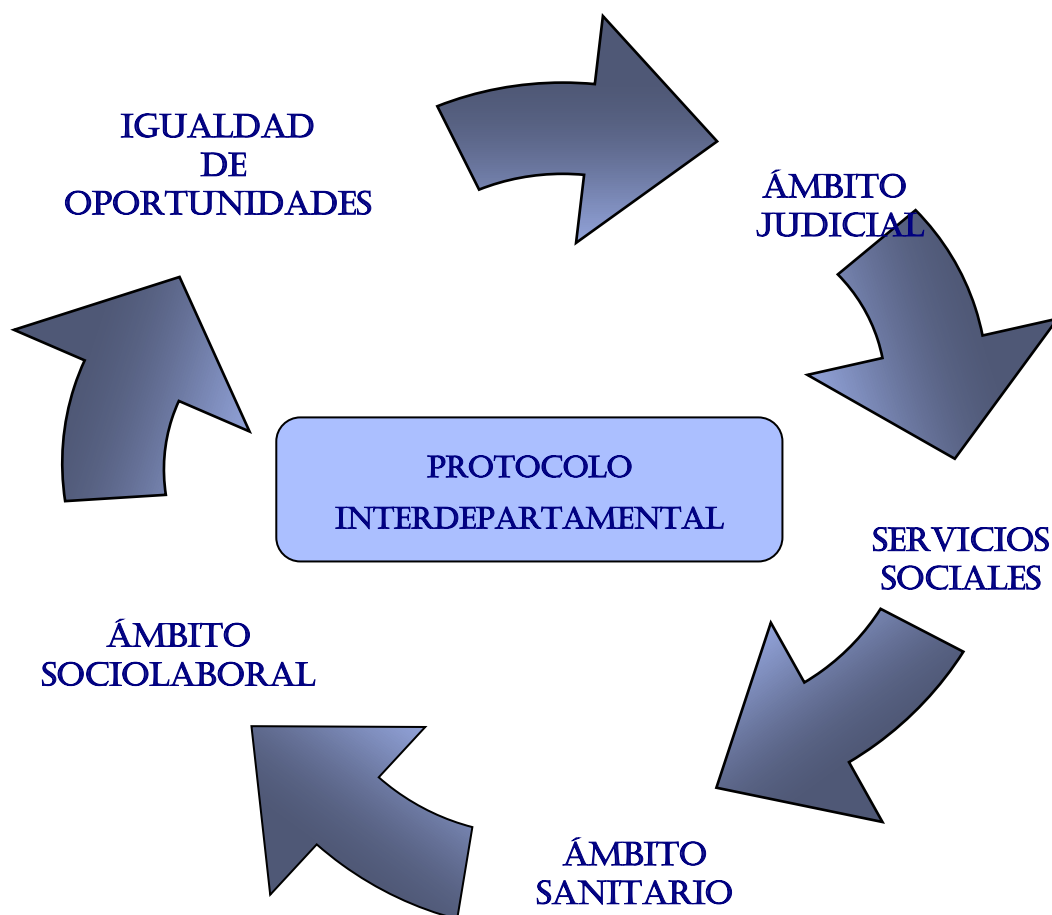 IGUALDAD
DE
OPORTUNIDADES
ÁMBITO
JUDICIAL
PROTOCOLO
INTERDEPARTAMENTAL
SERVICIOS
SOCIALES
ÁMBITO
SOCIOLABORAL
ÁMBITO
SANITARIO